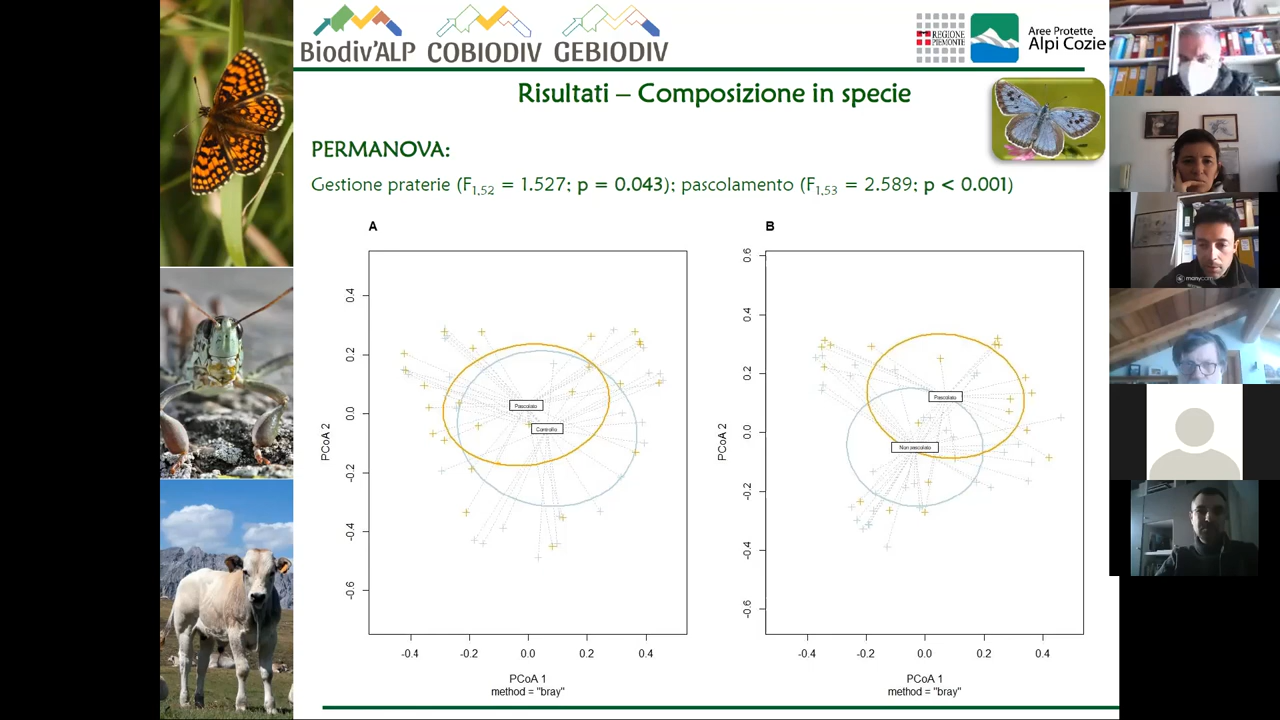 Biodiv'ALP COBIODIV GEBIODIV
REGIONE
PIEMONTE
Aree Protette
Alpi Cozie
Risultati – Composizione in specie
PERMANOVA:
Gestione praterie (F1,52 = 1.527; p = 0.043); pascolamento (F1,53 = 2.589; p < 0.001)
A
0.4
0.2
0.0
-0.2
-0.4
-0.6
PCoA 2
Pascolato
Controllo
-0.4 -0.2 0.0 0.2 0.4
PCoA 1
method = "bray"
B
0.6
0.4
0.2
0.0
-0.2
-0.4
-0.6
PCoA 2
Pascolato
Non pascolato
-0.4 -0.2 0.0 0.2 0.4
PCoA 1
method = "bray"
manycam